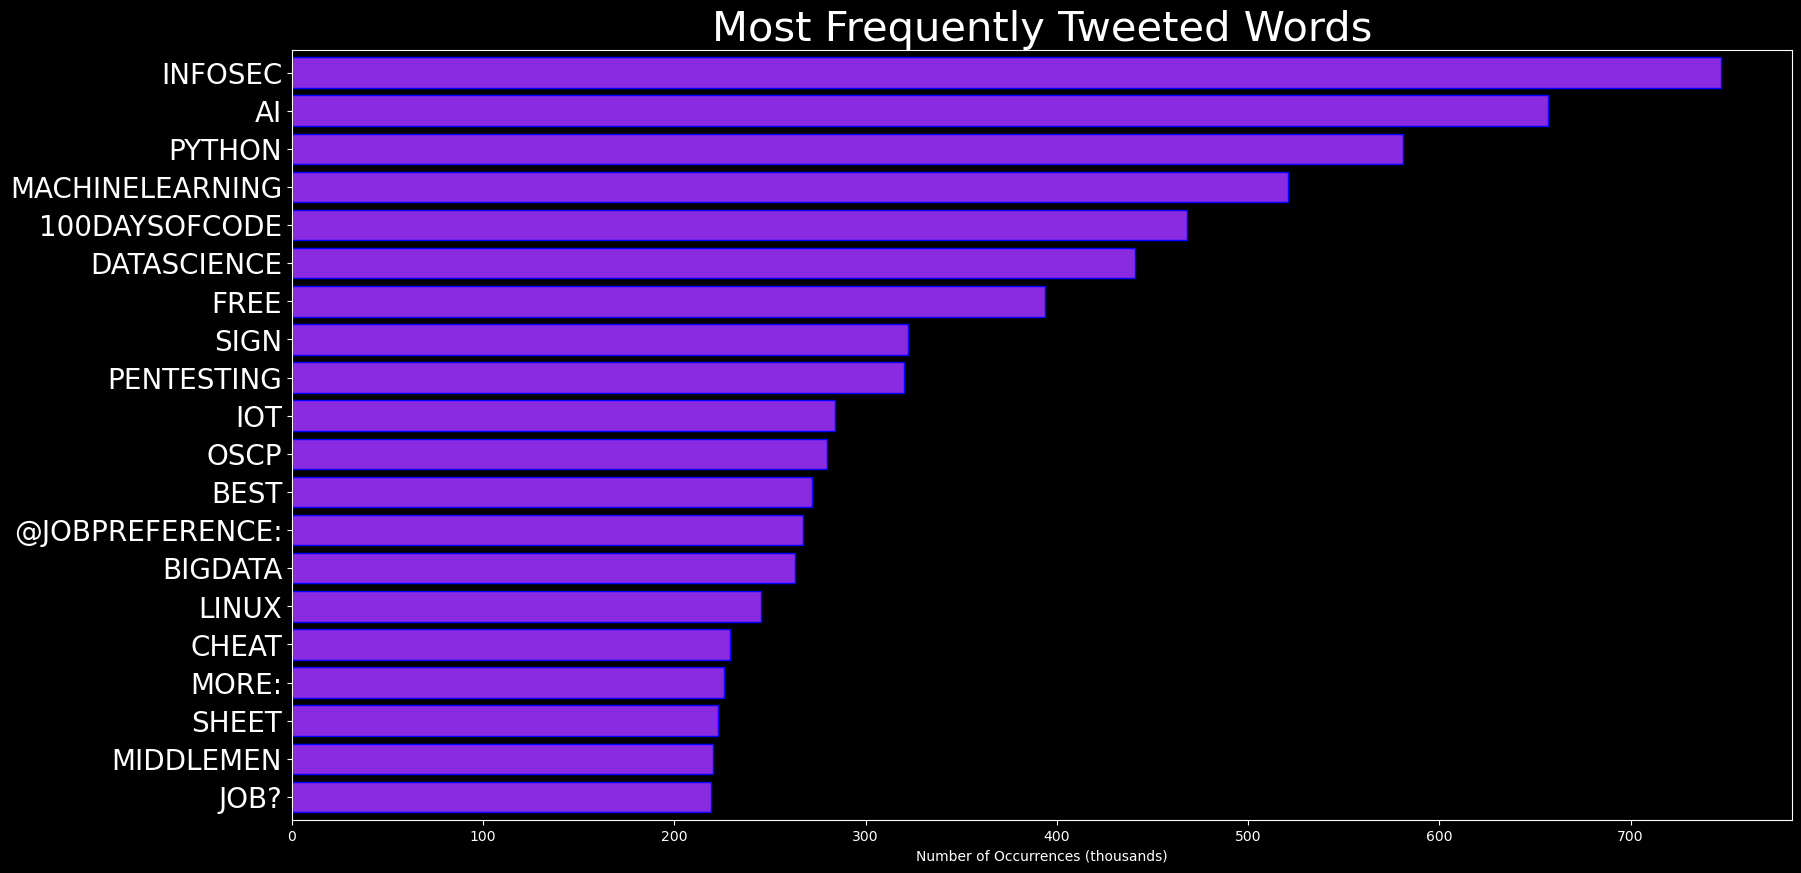 Most Frequently Tweeted Words
INFOSEC
AI
PYTHON
MACHINELEARNING
100DAYSOFCODE
DATASCIENCE
FREE
SIGN
PENTESTING
IOT
OSCP
BEST
@JOBPREFERENCE:
BIGDATA
LINUX
CHEAT
MORE:
SHEET
MIDDLEMEN
JOB?
0 100 200 300 400 500 600 700
Number of Occurrences (thousands)